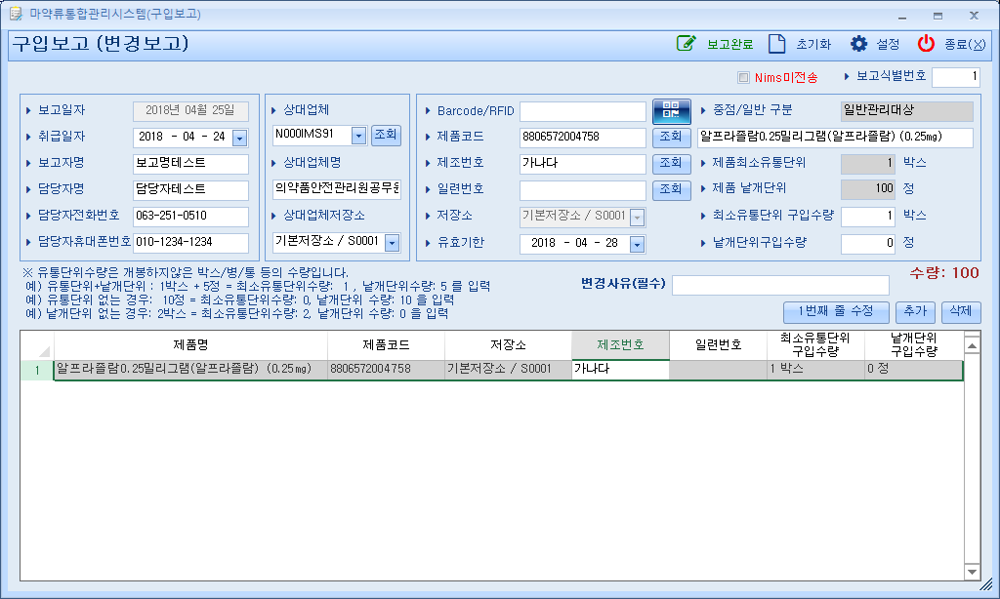 마약류통합관리시스템(구입보고)
구입보고 (변경보고)
보고완료 초기화 설정 종료(X)
Nims미전송 보고식별번호 1
보고일자 2018년 04월 25일
취급일자 2018 - 04 - 24
보고자명 보고명테스트
담당자명 담당자테스트
담당자전화번호 063-251-0510
담당자휴대폰번호 010-1234-1234
상대업체
N000IMS91 조회
상대업체명
의약품안전관리원공무원
상대업체저장소
기본저장소 / S0001
Barcode/RFID
제품코드 8806572004758 조회
제조번호 가나다 조회
일련번호 조회
저장소 기본저장소 / S0001
유효기한 2018 - 04 - 28
중점/일반 구분 일반관리대상
알프라쫄람0.25밀리그램(알프라졸람) (0.25㎎)
제품최소유통단위 1 박스
제품 낱개단위 100 정
최소유통단위 구입수량 1 박스
낱개단위구입수량 0 정
※ 유통단위수량은 개봉하지않은 박스/병/통 등의 수량입니다.
예) 유통단위+낱개단위 : 1박스 + 5정 = 최소유통단위수량: 1 , 낱개단위수량: 5 를 입력
예) 유통단위 없는 경우: 10정 = 최소유통단위수량: 0, 낱개단위 수량: 10 을 입력
예) 낱개단위 없는 경우: 2박스 = 최소유통단위수량: 2, 낱개단위 수량: 0 을 입력
수량: 100
변경사유(필수)
1번째 줄 수정 추가 삭제
제품명 제품코드 저장소 제조번호 일련번호 최소유통단위 구입수량 낱개단위 구입수량
1 알프라쫄람0.25밀리그램(알프라졸람) (0.25㎎) 8806572004758 기본저장소 / S0001 가나다 1 박스 0 정